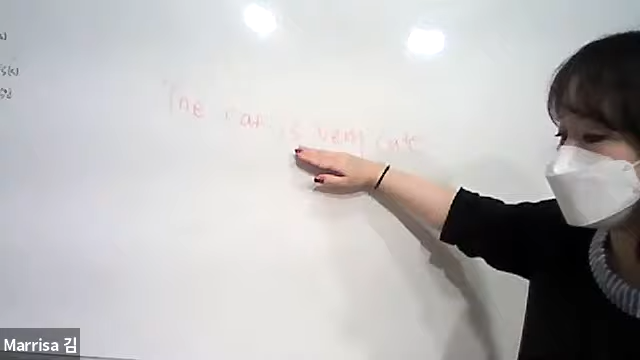 The cat is very cute
Marrisa 김